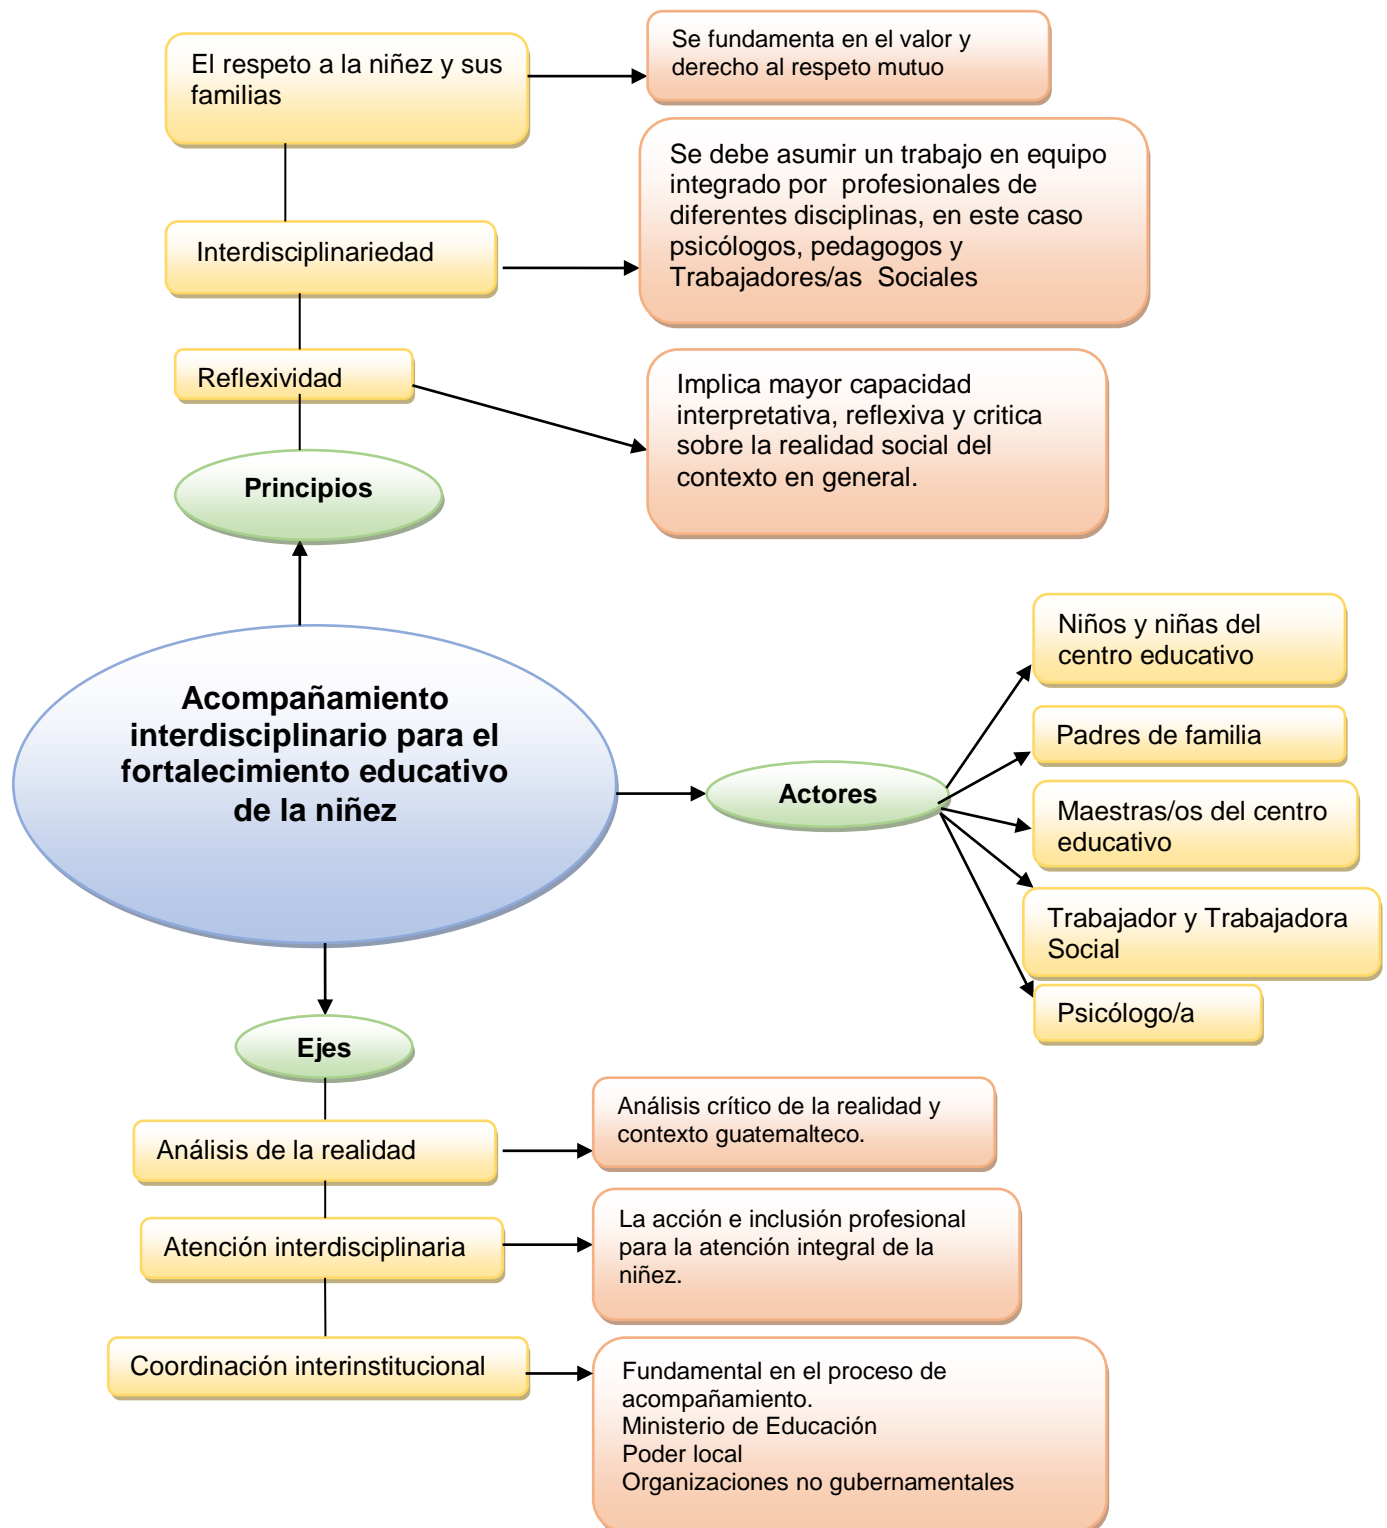 El respeto a la niñez y sus
familias
Se fundamenta en el valor y
derecho al respeto mutuo
Interdisciplinariedad
Se debe asumir un trabajo en equipo
integrado por profesionales de
diferentes disciplinas, en este caso
psicólogos, pedagogos y
Trabajadores/as Sociales
Reflexividad
Implica mayor capacidad
interpretativa, reflexiva y critica
sobre la realidad social del
contexto en general.
Principios
Acompañamiento
interdisciplinario para el
fortalecimiento educativo
de la niñez
Actores
Niños y niñas del
centro educativo
Padres de familia
Maestras/os del centro
educativo
Trabajador y Trabajadora
Social
Psicólogo/a
Ejes
Análisis de la realidad
Análisis crítico de la realidad y
contexto guatemalteco.
Atención interdisciplinaria
La acción e inclusión profesional
para la atención integral de la
niñez.
Coordinación interinstitucional
Fundamental en el proceso de
acompañamiento.
Ministerio de Educación
Poder local
Organizaciones no gubernamentales